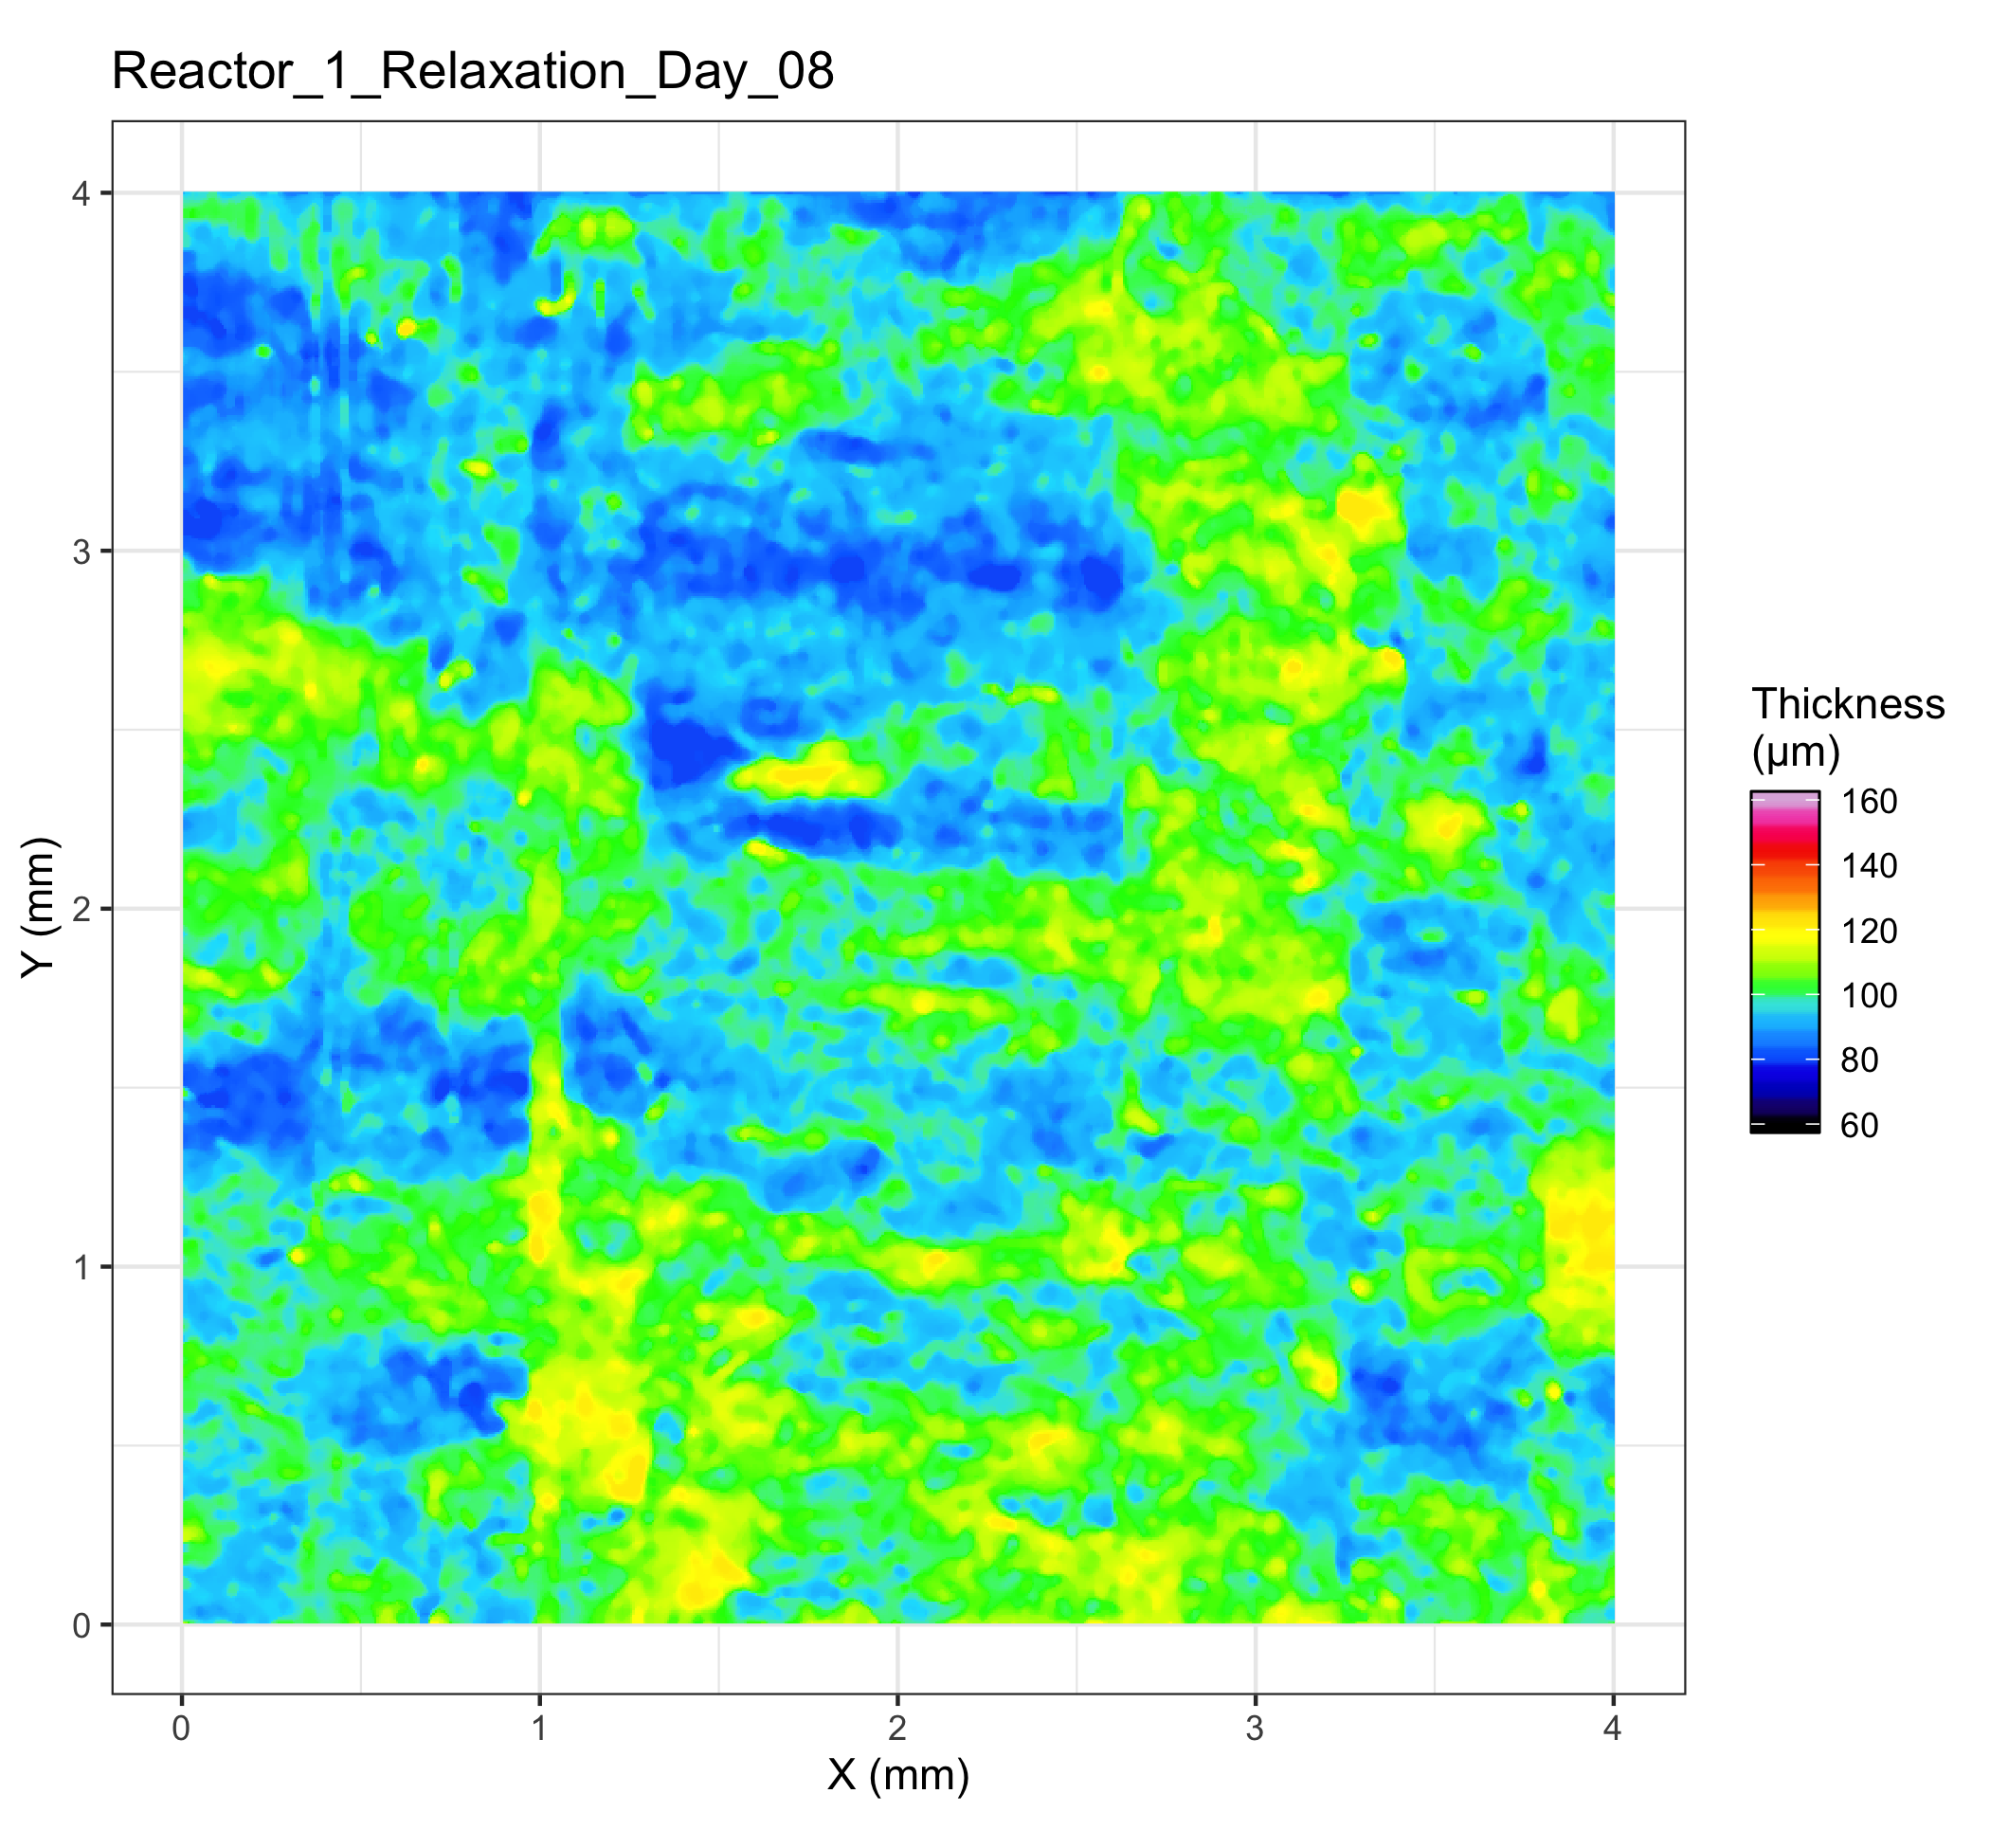 Reactor_1_Relaxation_Day_08
4
3
2
1
0
Y (mm)
0 1 2 3 4
X (mm)
Thickness
(μm)
160
140
120
100
80
60